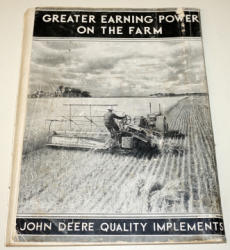 GREATER EARNING POWER
ON THE FARM
JOHN DEERE QUALITY IMPLEMENTS